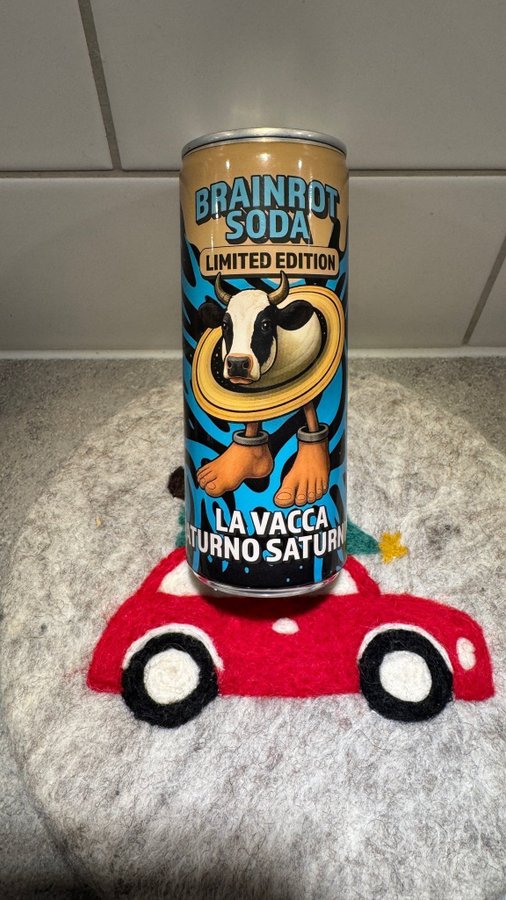 BRAINROT
SODA
LIMITED EDITION
LA VACCA
TURNO SATURN